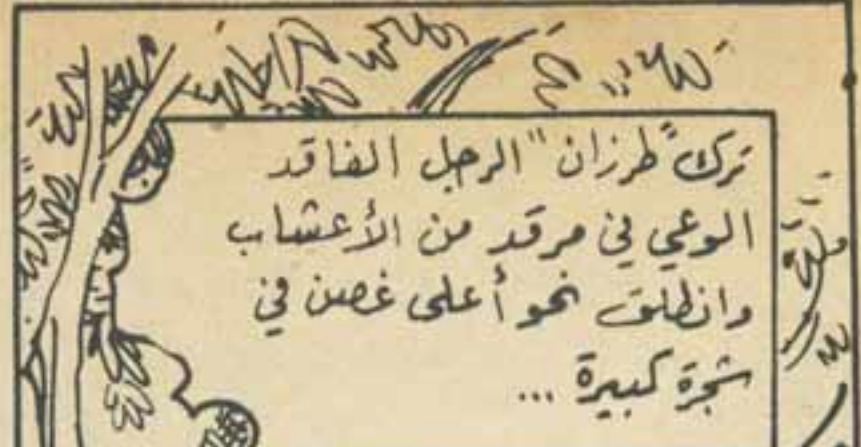 ترك "طرزان" الرجل الفاقد
الوعي في مرقد من الأعشاب
وانطلق نحو أعلى غصن في
شجرة كبيرة ...